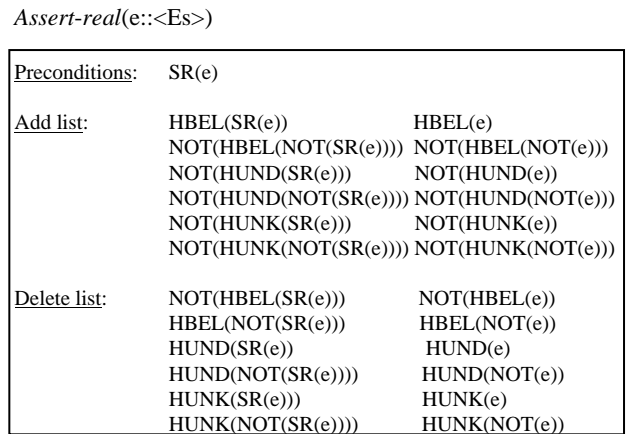 Assert-real(e::<Es>)
Preconditions: SR(e)
Add list: HBEL(SR(e)) HBEL(e)
NOT(HBEL(NOT(SR(e)))) NOT(HBEL(NOT(e)))
NOT(HUND(SR(e))) NOT(HUND(e))
NOT(HUND(NOT(SR(e)))) NOT(HUND(NOT(e)))
NOT(HUNK(SR(e))) NOT(HUNK(e))
NOT(HUNK(NOT(SR(e)))) NOT(HUNK(NOT(e)))
Delete list: NOT(HBEL(SR(e))) NOT(HBEL(e))
HBEL(NOT(SR(e))) HBEL(NOT(e))
HUND(SR(e)) HUND(e)
HUND(NOT(SR(e)))) HUND(NOT(e))
HUNK(SR(e))) HUNK(e)
HUNK(NOT(SR(e)))) HUNK(NOT(e))